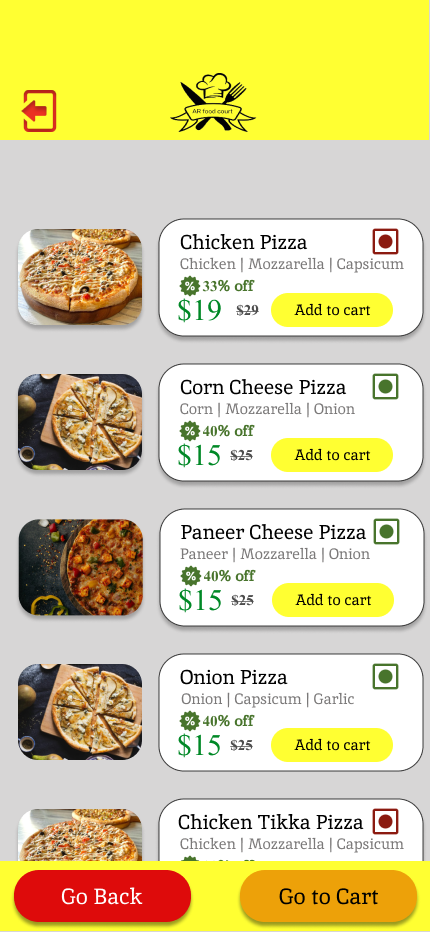 AR food court
Chicken Pizza
Chicken | Mozzarella | Capsicum
% 33% off
$19 $29 Add to cart
Corn Cheese Pizza
Corn | Mozzarella | Onion
% 40% off
$15 $25 Add to cart
Paneer Cheese Pizza
Paneer | Mozzarella | Onion
% 40% off
$15 $25 Add to cart
Onion Pizza
Onion | Capsicum | Garlic
% 40% off
$15 $25 Add to cart
Chicken Tikka Pizza
Chicken | Mozzarella | Capsicum
Go Back Go to Cart